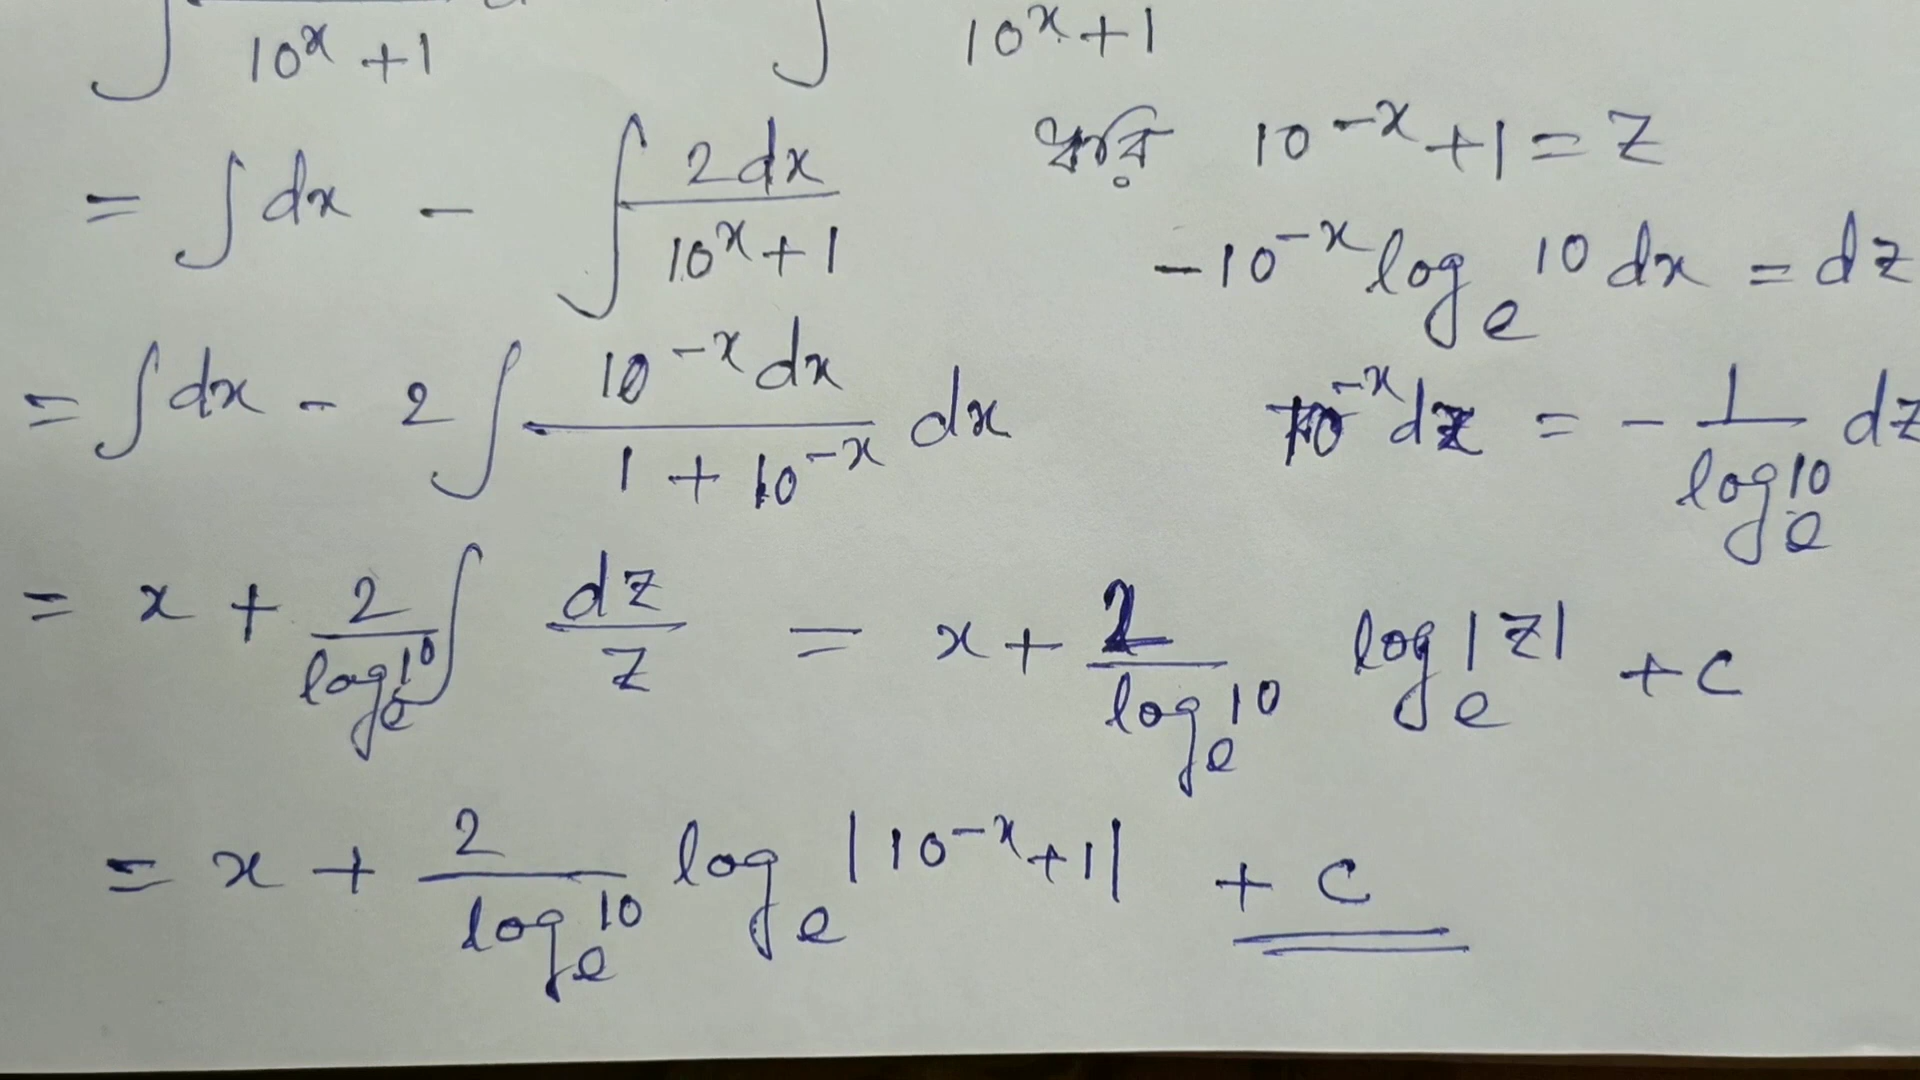 ∫ 10^x + 1 ∫ 10^x + 1
= ∫ dx - ∫ 2dx / (10^x + 1) ধরি 10^-x + 1 = z
-10^-x log_e 10 dx = dz
= ∫ dx - 2 ∫ (10^-x dx) / (1 + 10^-x) dx 10^-x dx = - 1 / (log_e 10) dz
= x + 2 / (log_e 10) ∫ dz / z = x + 2 / (log_e 10) log_e |z| + c
= x + 2 / (log_e 10) log_e |10^-x + 1| + c